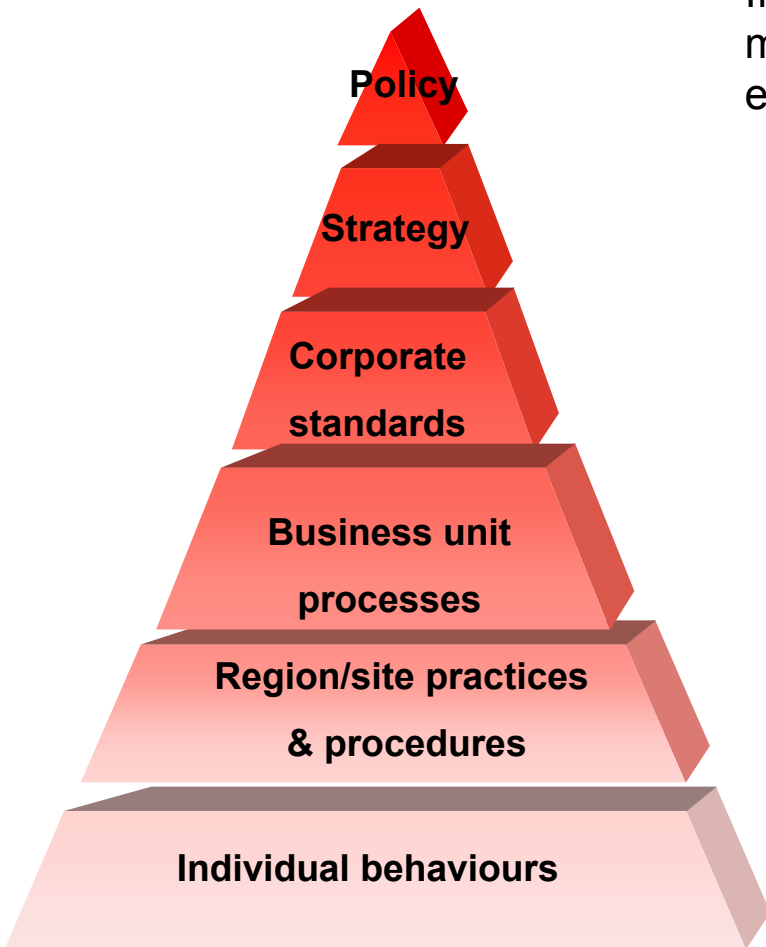 Policy
Strategy
Corporate
standards
Business unit
processes
Region/site practices
& procedures
Individual behaviours